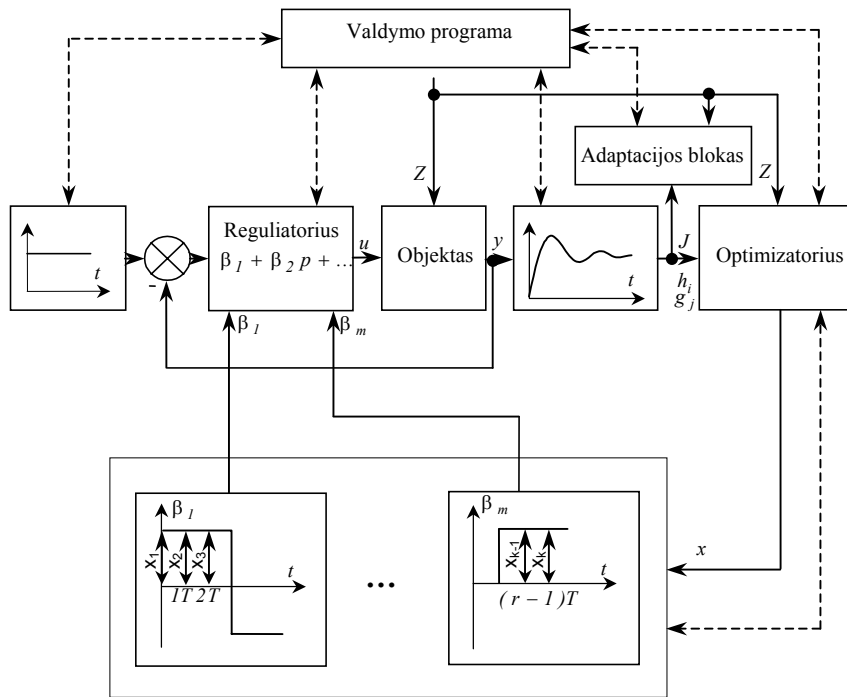 Valdymo programa
Adaptacijos blokas
Z
Z
Reguliatorius
β1 + β2 p + ...
u
Objektas
y
J
Optimizatorius
t
t
hi
gj
-
β1
βm
β1
βm
x1
x2
x3
t
1T 2T
...
xk-1
xk
t
( r – 1 )T
x